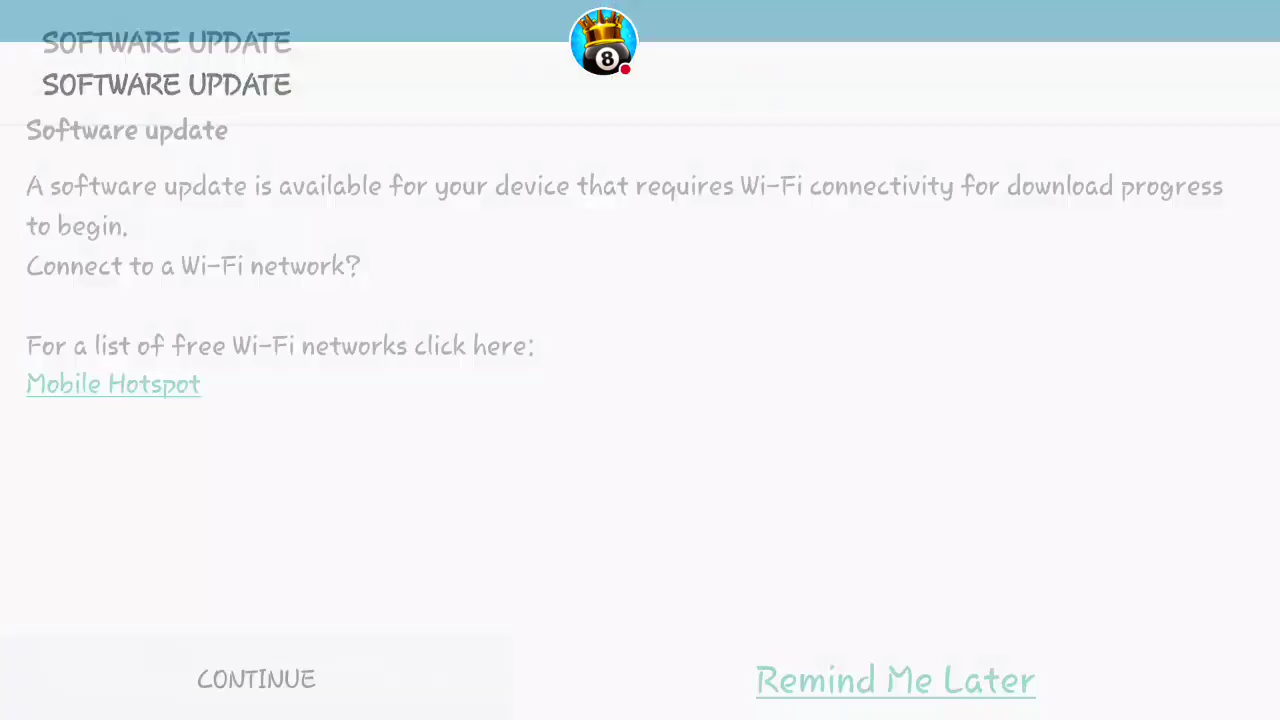 SOFTWARE UPDATE
SOFTWARE UPDATE
Software update
A software update is available for your device that requires Wi-Fi connectivity for download progress
to begin.
Connect to a Wi-Fi network?
For a list of free Wi-Fi networks click here:
Mobile Hotspot
CONTINUE
Remind Me Later
8